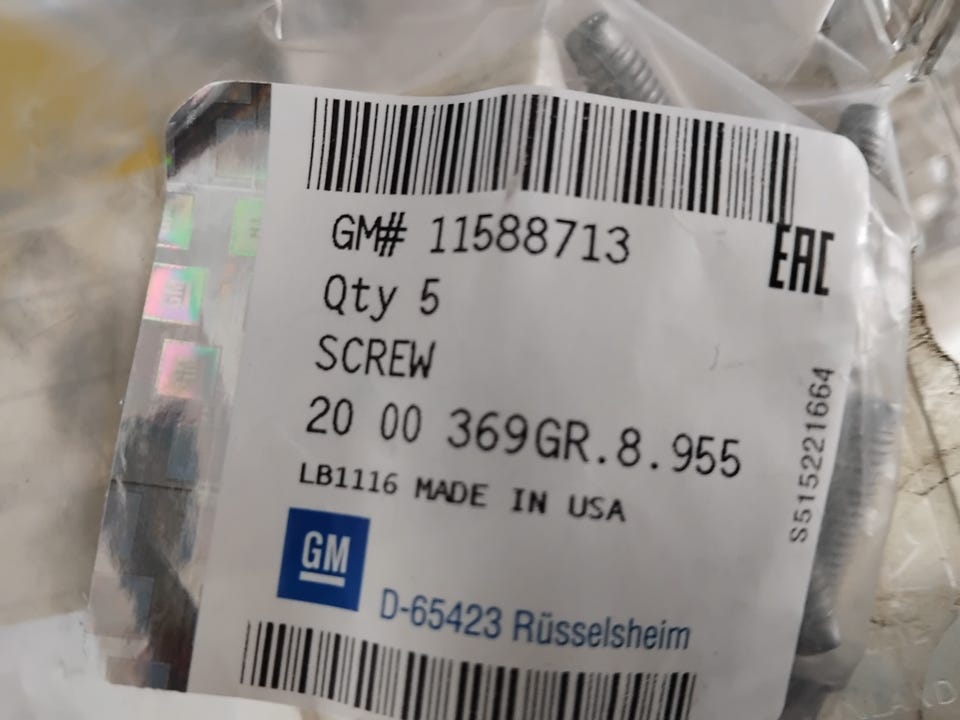 GM# 11588713
EAC
Qty 5
SCREW
20 00 369GR.8.955
LB1116 MADE IN USA
S515221664
GM
D-65423 Rüsselsheim